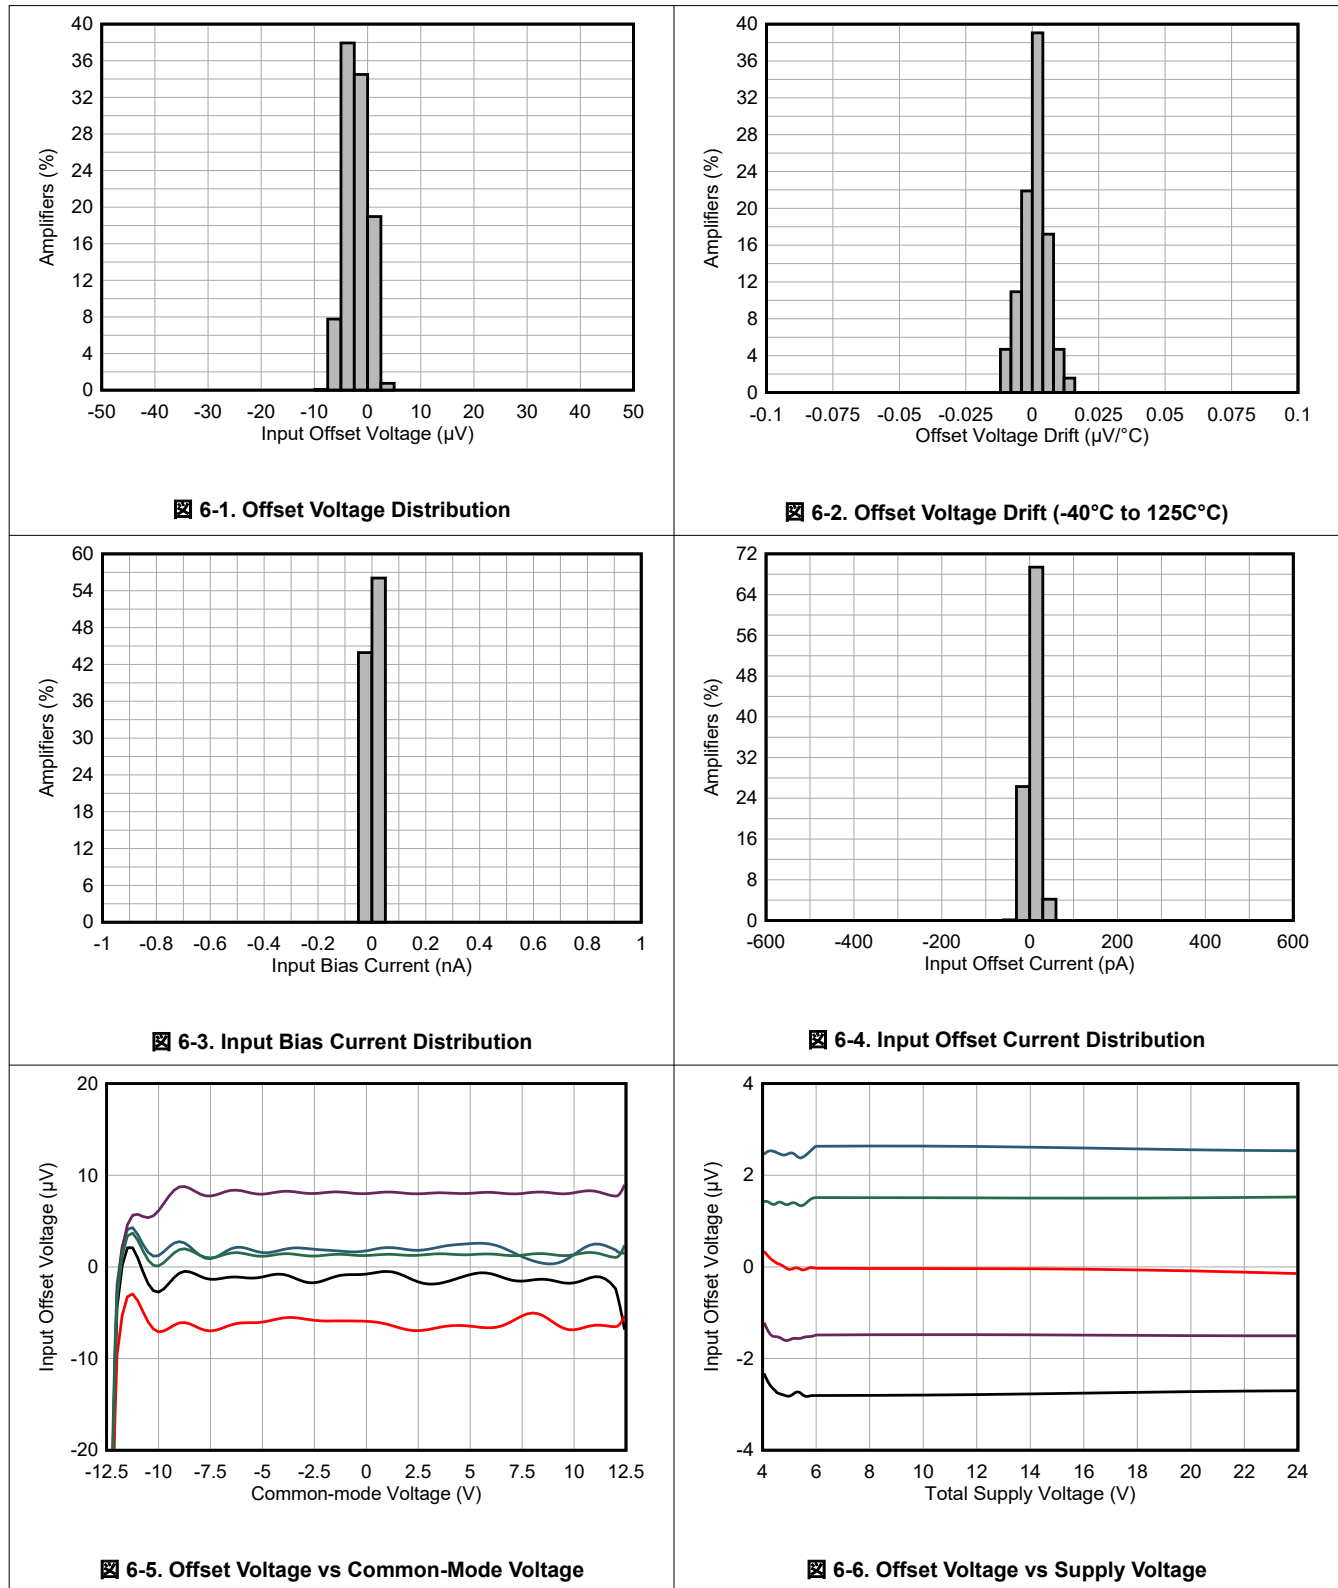 40
36
32
28
24
20
16
12
8
4
0
Amplifiers (%)
-50 -40 -30 -20 -10 0 10 20 30 40 50
Input Offset Voltage (µV)
図 6-1. Offset Voltage Distribution
40
36
32
28
24
20
16
12
8
4
0
Amplifiers (%)
-0.1 -0.075 -0.05 -0.025 0 0.025 0.05 0.075 0.1
Offset Voltage Drift (µV/°C)
図 6-2. Offset Voltage Drift (-40°C to 125C°C)
60
54
48
42
36
30
24
18
12
6
0
Amplifiers (%)
-1 -0.8 -0.6 -0.4 -0.2 0 0.2 0.4 0.6 0.8 1
Input Bias Current (nA)
図 6-3. Input Bias Current Distribution
72
64
56
48
40
32
24
16
8
0
Amplifiers (%)
-600 -400 -200 0 200 400 600
Input Offset Current (pA)
図 6-4. Input Offset Current Distribution
20
10
0
-10
-20
Input Offset Voltage (µV)
-12.5 -10 -7.5 -5 -2.5 0 2.5 5 7.5 10 12.5
Common-mode Voltage (V)
図 6-5. Offset Voltage vs Common-Mode Voltage
4
2
0
-2
-4
Input Offset Voltage (µV)
4 6 8 10 12 14 16 18 20 22 24
Total Supply Voltage (V)
図 6-6. Offset Voltage vs Supply Voltage